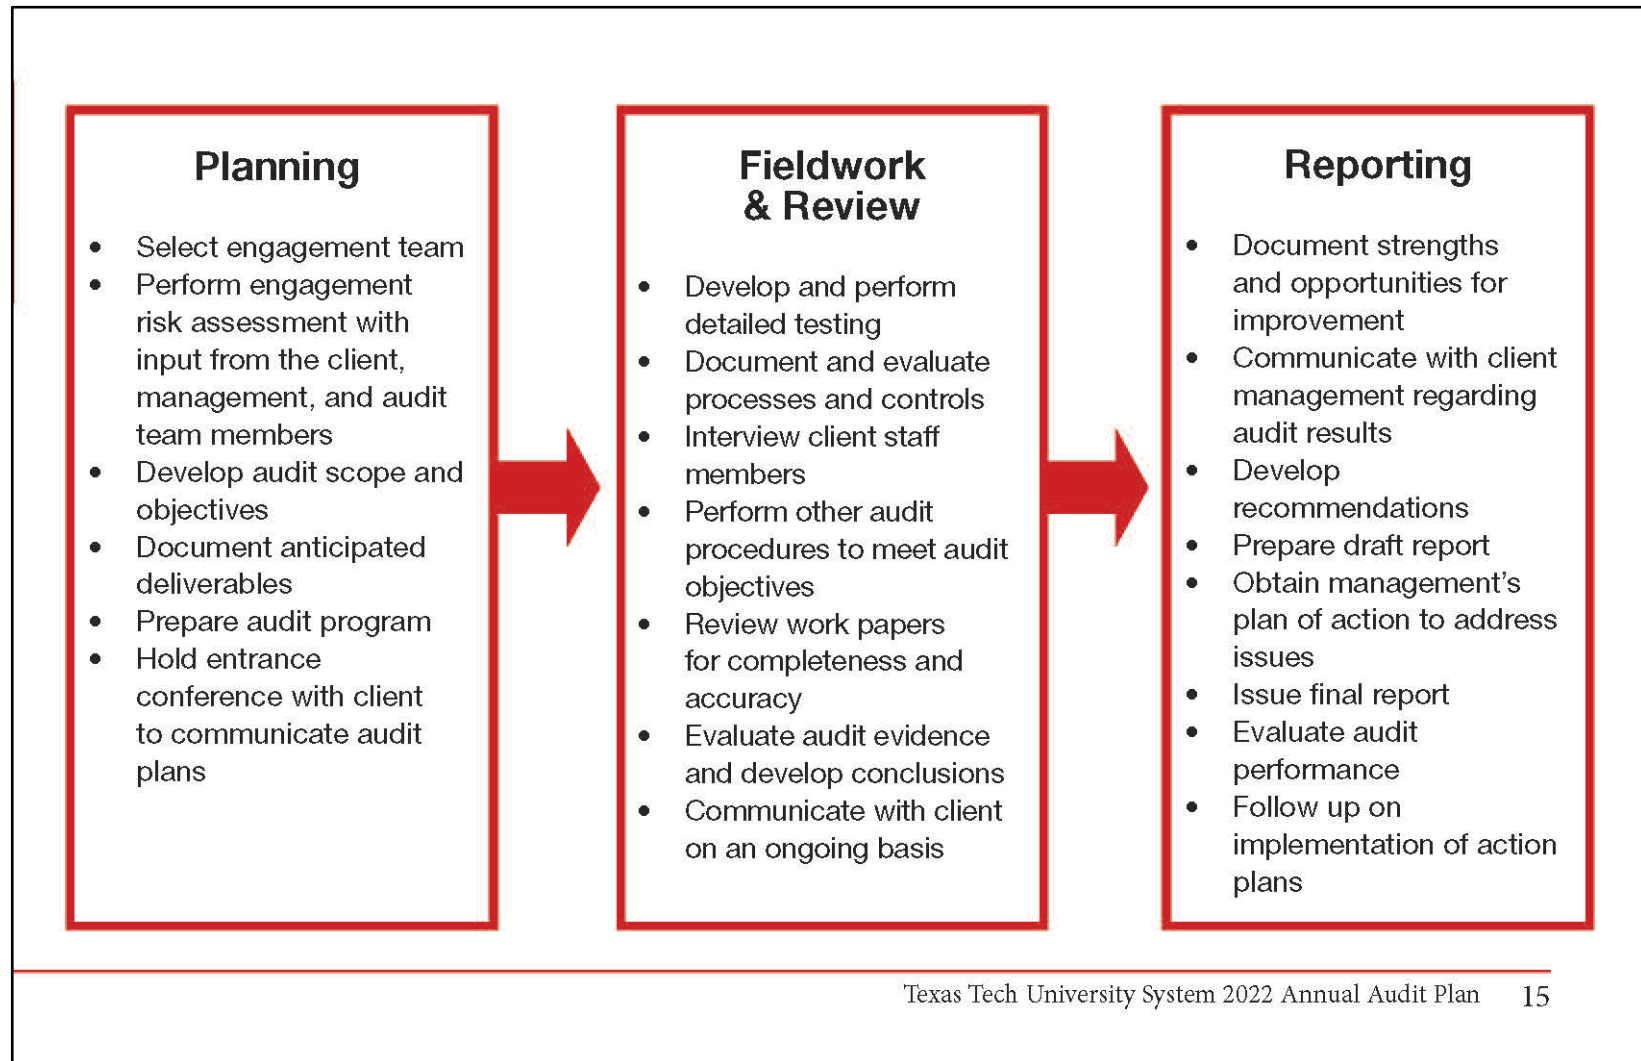 Planning
• Select engagement team
• Perform engagement
risk assessment with
input from the client,
management, and audit
team members
• Develop audit scope and
objectives
• Document anticipated
deliverables
• Prepare audit program
• Hold entrance
conference with client
to communicate audit
plans
Fieldwork
& Review
• Develop and perform
detailed testing
• Document and evaluate
processes and controls
• Interview client staff
members
• Perform other audit
procedures to meet audit
objectives
• Review work papers
for completeness and
accuracy
• Evaluate audit evidence
and develop conclusions
• Communicate with client
on an ongoing basis
Reporting
• Document strengths
and opportunities for
improvement
• Communicate with client
management regarding
audit results
• Develop
recommendations
• Prepare draft report
• Obtain management’s
plan of action to address
issues
• Issue final report
• Evaluate audit
performance
• Follow up on
implementation of action
plans
Texas Tech University System 2022 Annual Audit Plan 15